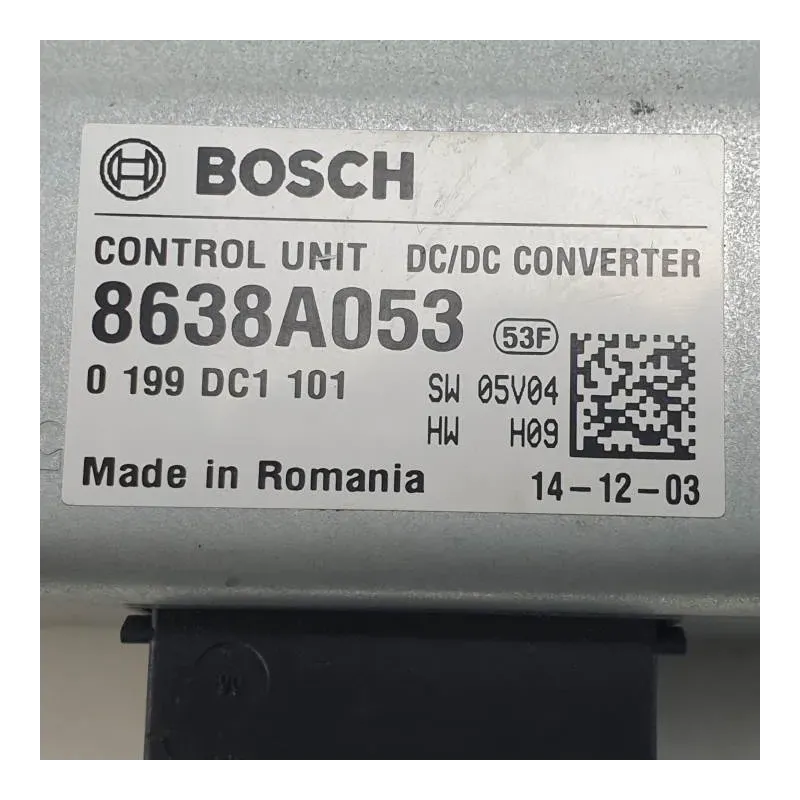 BOSCH
CONTROL UNIT DC/DC CONVERTER
8638A053 53F
0 199 DC1 101 SW 05V04
HW H09
Made in Romania 14-12-03